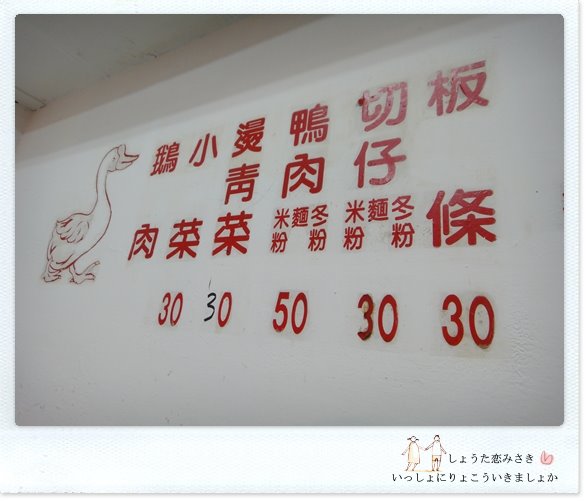 板條 30
切仔 米粉 麵 冬粉 30
鴨肉 米粉 麵 冬粉 50
燙青菜 30
小菜
鵝肉 30
しょうた恋みさき
いっしょにりょこういきましょか